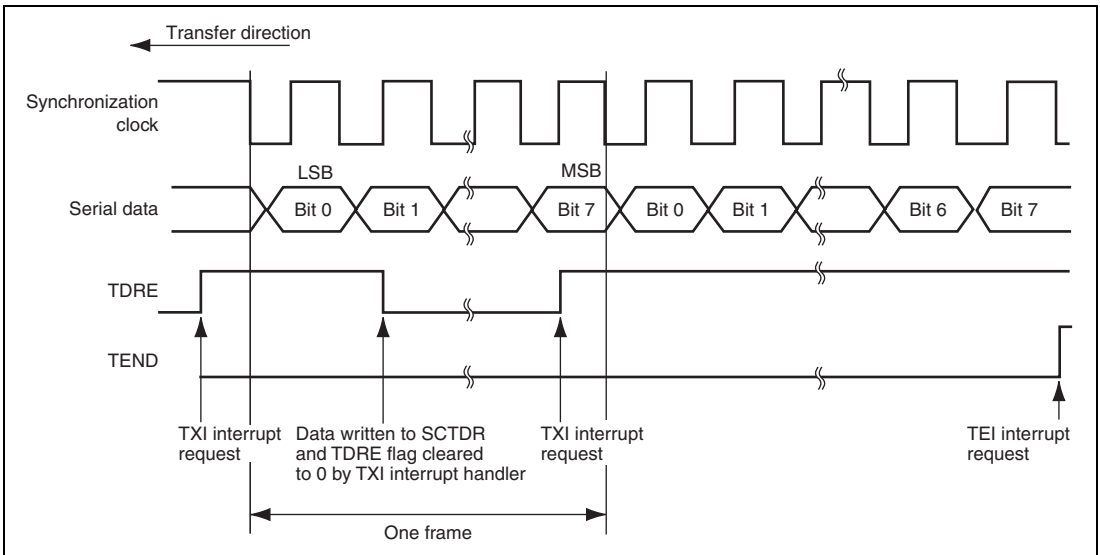 Transfer direction
Synchronization
clock
LSB
MSB
Serial data
Bit 0
Bit 1
Bit 7
Bit 0
Bit 1
Bit 6
Bit 7
TDRE
TEND
TXI interrupt
request
Data written to SCTDR
and TDRE flag cleared
to 0 by TXI interrupt handler
TXI interrupt
request
TEI interrupt
request
One frame